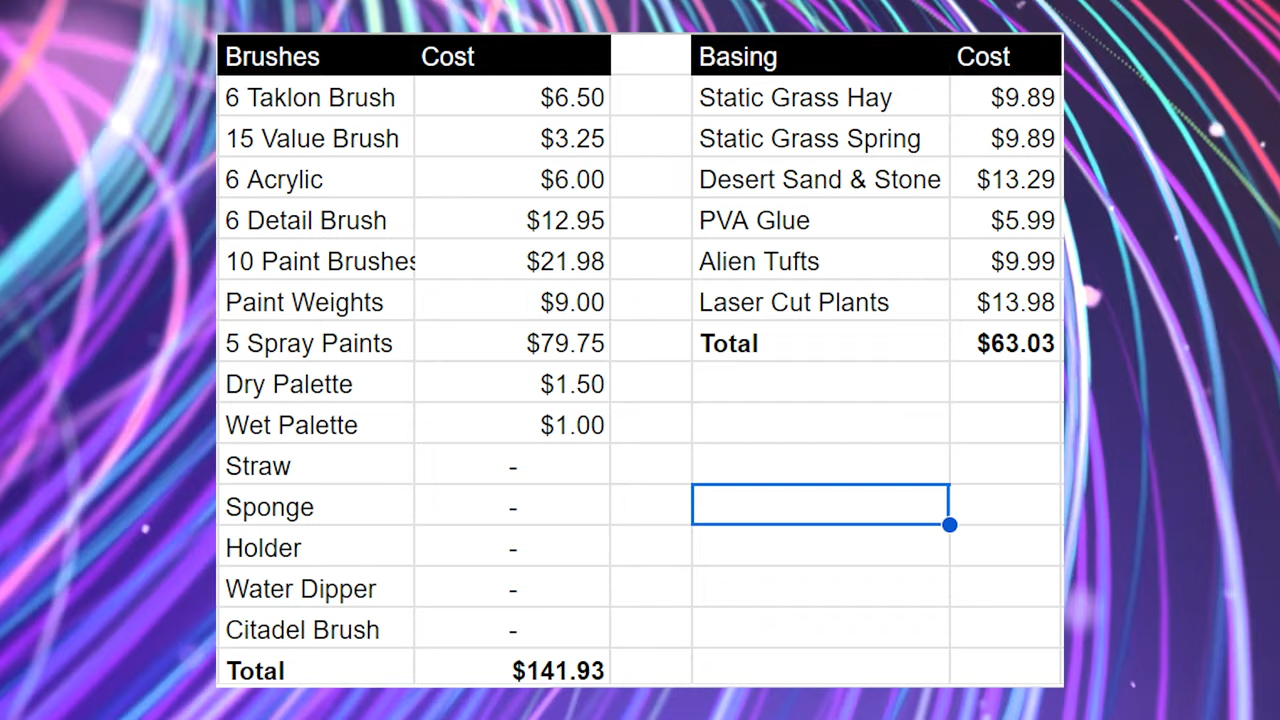 Brushes Cost Basing Cost
6 Taklon Brush $6.50 Static Grass Hay $9.89
15 Value Brush $3.25 Static Grass Spring $9.89
6 Acrylic $6.00 Desert Sand & Stone $13.29
6 Detail Brush $12.95 PVA Glue $5.99
10 Paint Brushes $21.98 Alien Tufts $9.99
Paint Weights $9.00 Laser Cut Plants $13.98
5 Spray Paints $79.75 Total $63.03
Dry Palette $1.50
Wet Palette $1.00
Straw -
Sponge -
Holder -
Water Dipper -
Citadel Brush -
Total $141.93